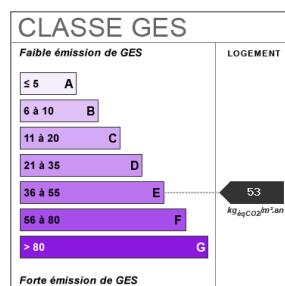 CLASSE GES
Faible émission de GES
LOGEMENT
≤ 5 A
6 à 10 B
11 à 20 C
21 à 35 D
36 à 55 E
53
kgéqCO2/m².an
56 à 80 F
> 80 G
Forte émission de GES